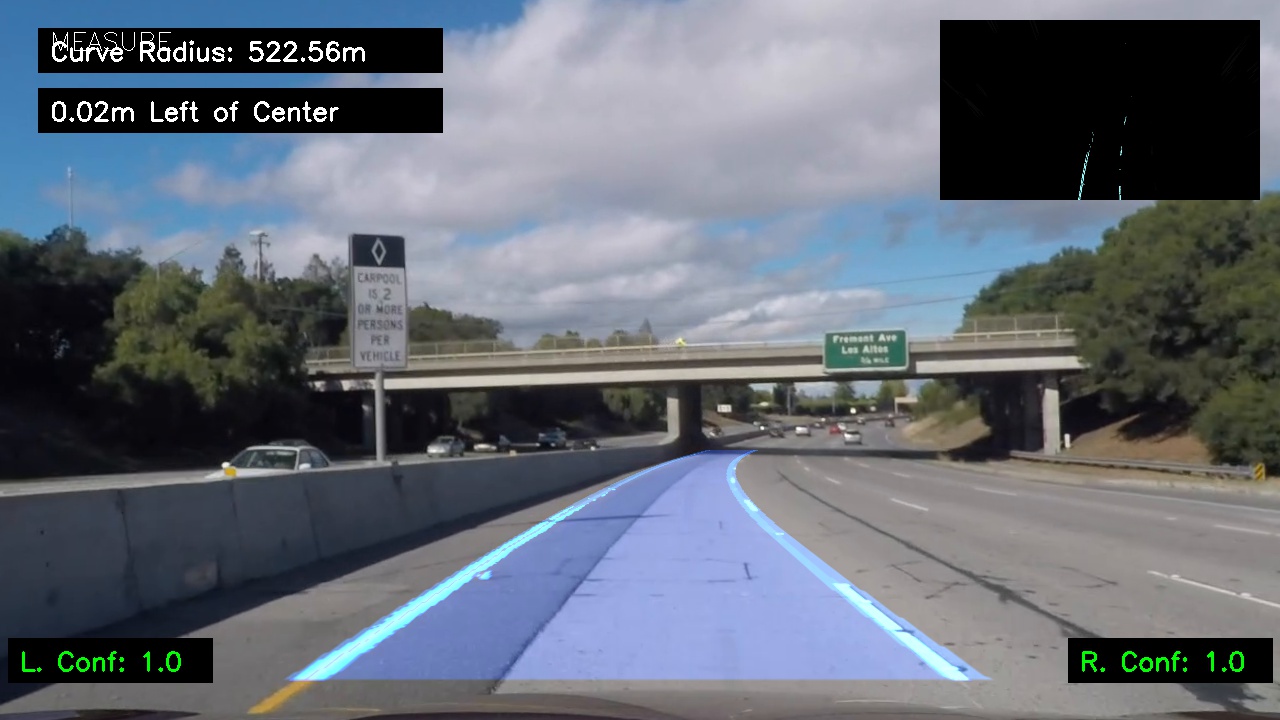 MEASURE
Curve Radius: 522.56m
0.02m Left of Center
CARPOOL
IS 2
OR MORE
PERSONS
PER
VEHICLE
Fremont Ave
Los Altos
MILE
L. Conf: 1.0
R. Conf: 1.0